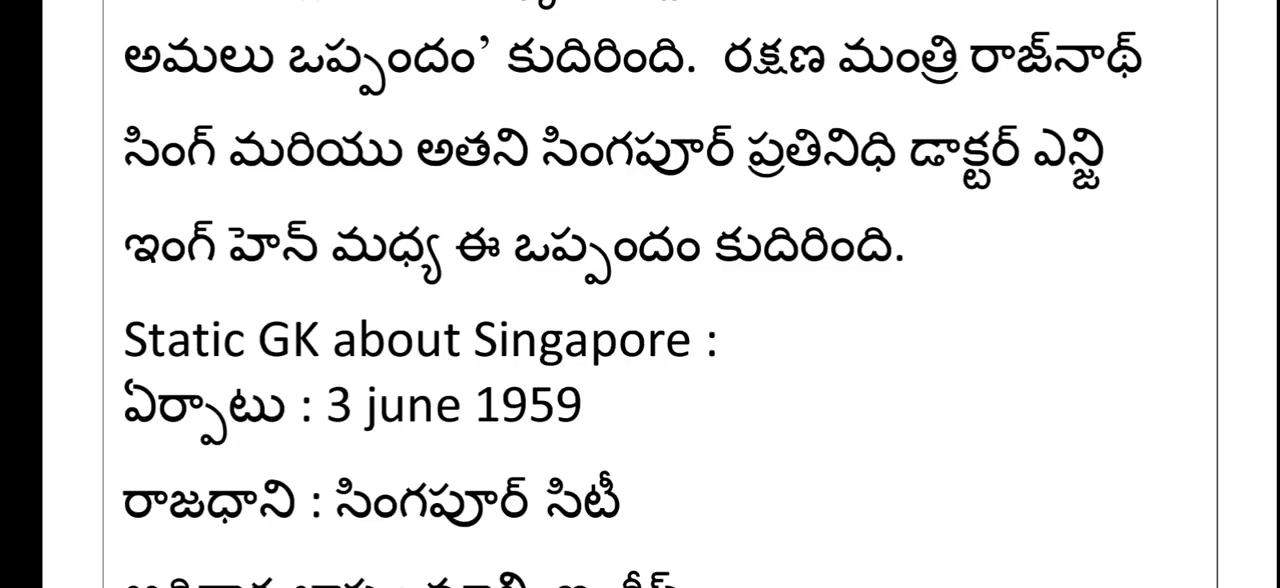 అమలు ఒప్పందం’ కుదిరింది. రక్షణ మంత్రి రాజ్‌నాథ్
సింగ్ మరియు అతని సింగపూర్ ప్రతినిధి డాక్టర్ ఎన్జి
ఇంగ్ హెన్ మధ్య ఈ ఒప్పందం కుదిరింది.
Static GK about Singapore :
ఏర్పాటు : 3 june 1959
రాజధాని : సింగపూర్ సిటీ